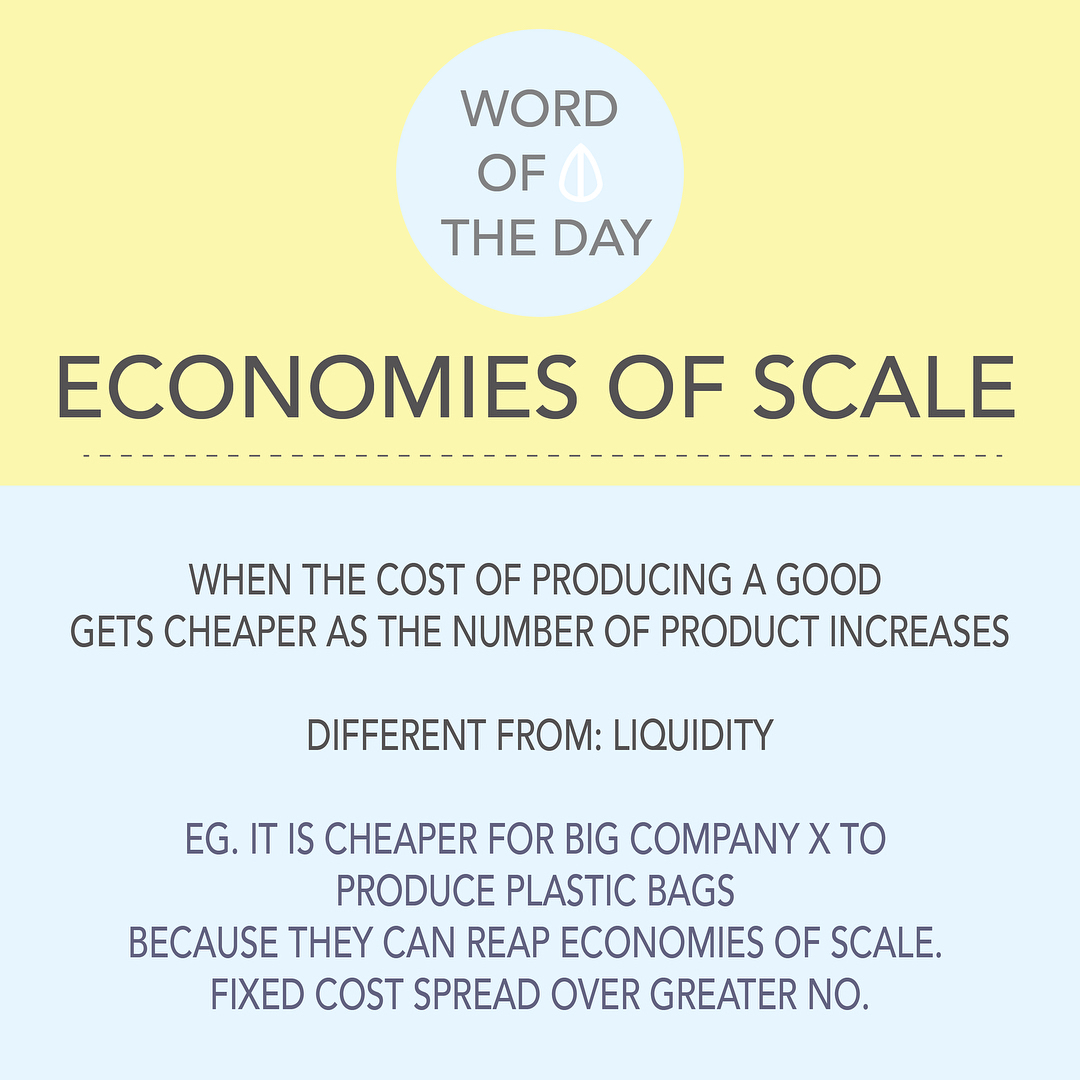 WORD
OF
THE DAY
ECONOMIES OF SCALE
WHEN THE COST OF PRODUCING A GOOD
GETS CHEAPER AS THE NUMBER OF PRODUCT INCREASES
DIFFERENT FROM: LIQUIDITY
EG. IT IS CHEAPER FOR BIG COMPANY X TO
PRODUCE PLASTIC BAGS
BECAUSE THEY CAN REAP ECONOMIES OF SCALE.
FIXED COST SPREAD OVER GREATER NO.